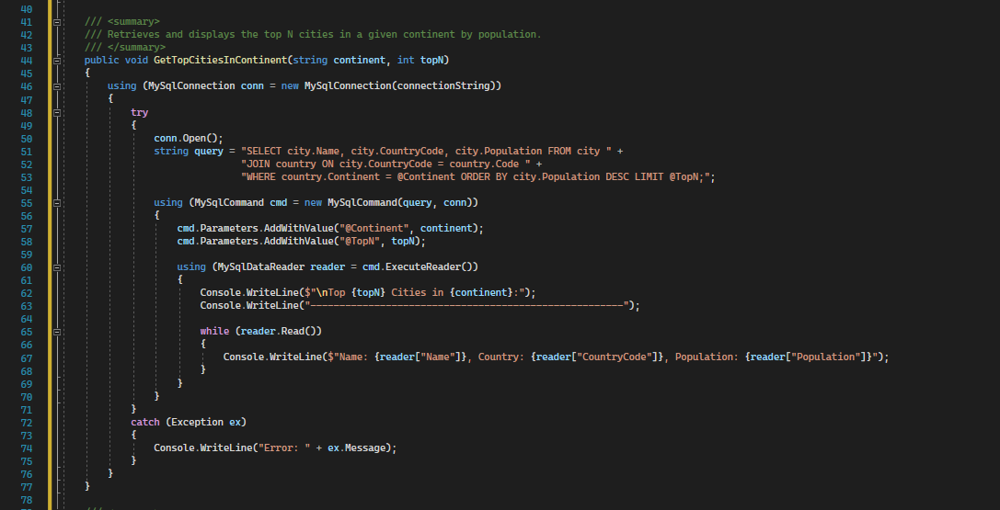 40
41 /// <summary>
42 /// Retrieves and displays the top N cities in a given continent by population.
43 /// </summary>
44 public void GetTopCitiesInContinent(string continent, int topN)
45 {
46 using (MySqlConnection conn = new MySqlConnection(connectionString))
47 {
48 try
49 {
50 conn.Open();
51 string query = "SELECT city.Name, city.CountryCode, city.Population FROM city " +
52 "JOIN country ON city.CountryCode = country.Code " +
53 "WHERE country.Continent = @Continent ORDER BY city.Population DESC LIMIT @TopN;";
54
55 using (MySqlCommand cmd = new MySqlCommand(query, conn))
56 {
57 cmd.Parameters.AddWithValue("@Continent", continent);
58 cmd.Parameters.AddWithValue("@TopN", topN);
59
60 using (MySqlDataReader reader = cmd.ExecuteReader())
61 {
62 Console.WriteLine($"\nTop {topN} Cities in {continent}:");
63 Console.WriteLine("------------------------------------------------------");
64
65 while (reader.Read())
66 {
67 Console.WriteLine($"Name: {reader["Name"]}, Country: {reader["CountryCode"]}, Population: {reader["Population"]}");
68 }
69 }
70 }
71 }
72 catch (Exception ex)
73 {
74 Console.WriteLine("Error: " + ex.Message);
75 }
76 }
77 }
78